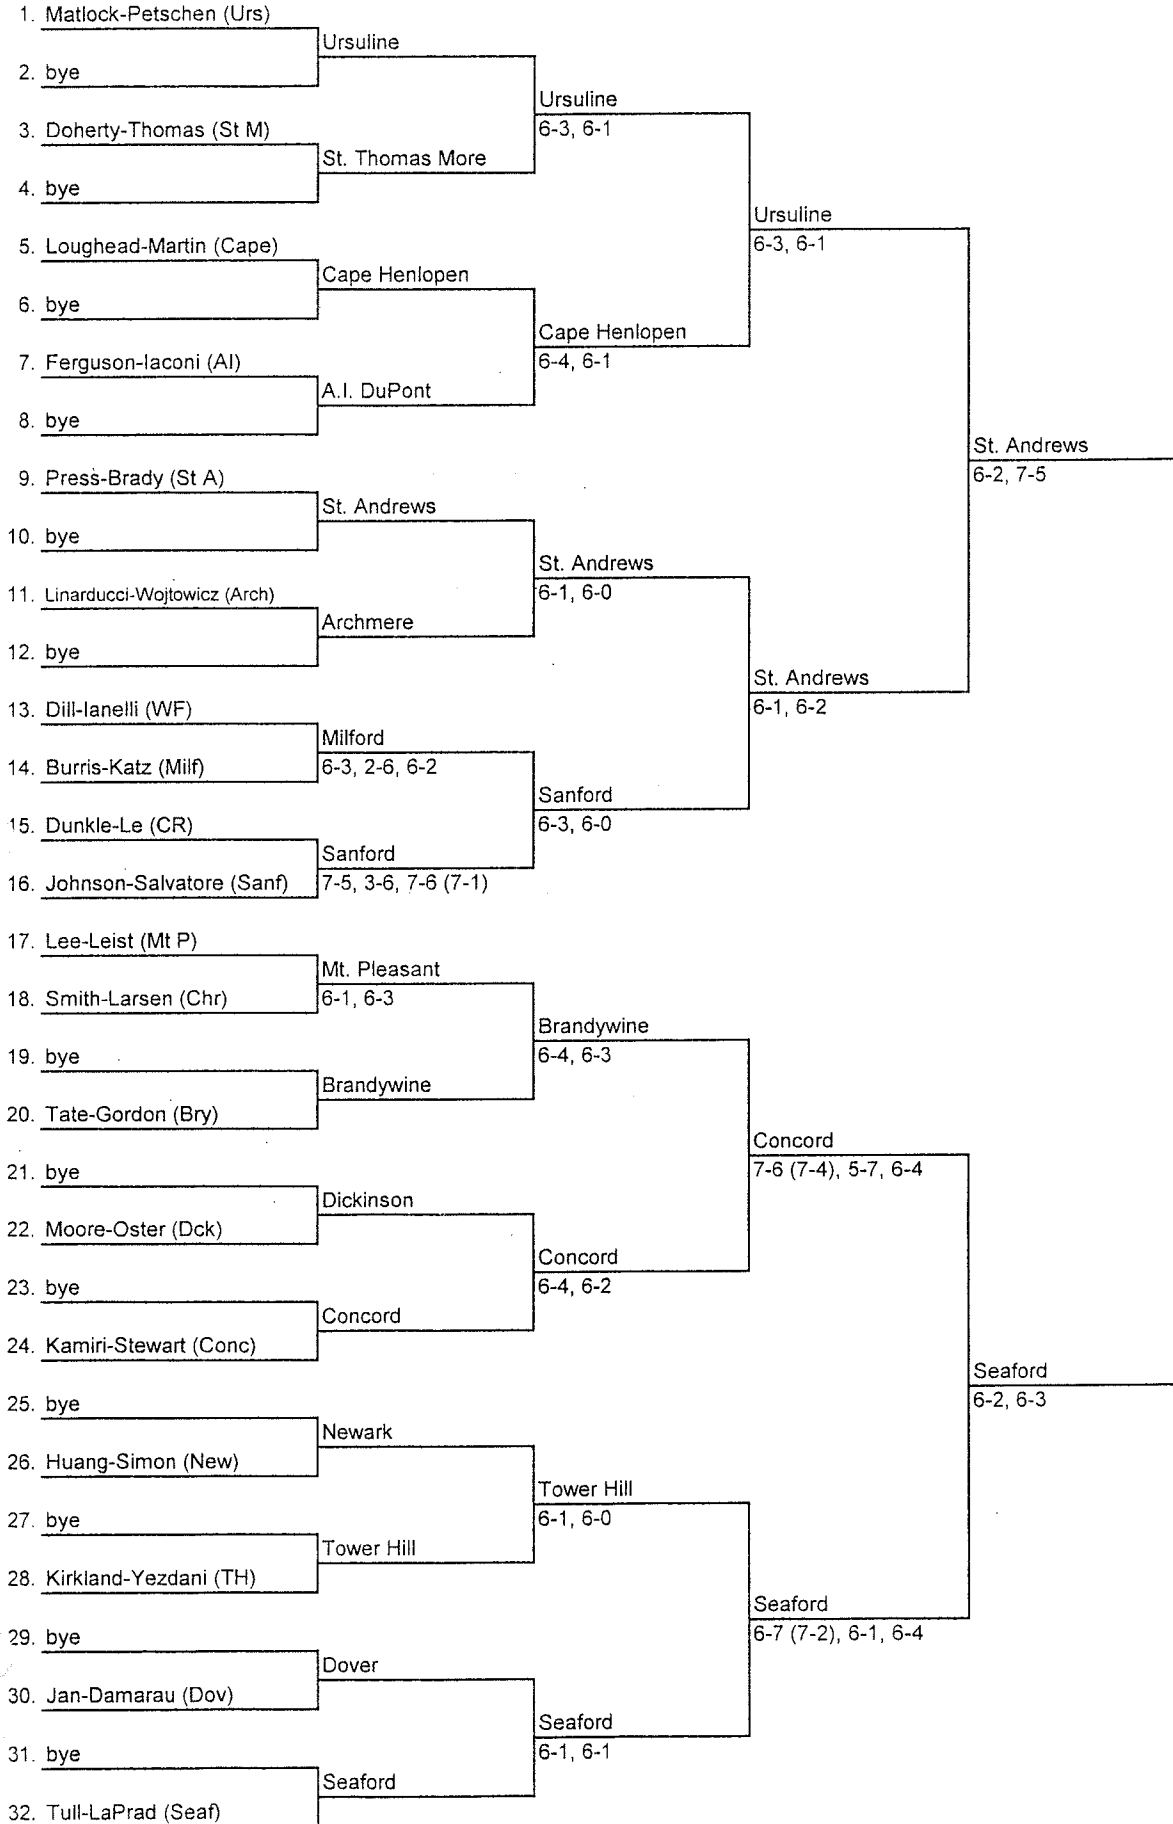 1. Matlock-Petschen (Urs)
Ursuline
2. bye
Ursuline
6-3, 6-1
3. Doherty-Thomas (St M)
St. Thomas More
4. bye
Ursuline
6-3, 6-1
5. Loughead-Martin (Cape)
Cape Henlopen
6. bye
Cape Henlopen
6-4, 6-1
7. Ferguson-Iaconi (AI)
A.I. DuPont
8. bye
St. Andrews
6-2, 7-5
9. Press-Brady (St A)
St. Andrews
10. bye
St. Andrews
6-1, 6-0
11. Linarducci-Wojtowicz (Arch)
Archmere
12. bye
St. Andrews
6-1, 6-2
13. Dill-Ianelli (WF)
Milford
14. Burris-Katz (Milf)
6-3, 2-6, 6-2
Sanford
6-3, 6-0
15. Dunkle-Le (CR)
Sanford
16. Johnson-Salvatore (Sanf)
7-5, 3-6, 7-6 (7-1)
17. Lee-Leist (Mt P)
Mt. Pleasant
18. Smith-Larsen (Chr)
6-1, 6-3
Brandywine
6-4, 6-3
19. bye
Brandywine
20. Tate-Gordon (Bry)
Concord
7-6 (7-4), 5-7, 6-4
21. bye
Dickinson
22. Moore-Oster (Dck)
Concord
6-4, 6-2
23. bye
Concord
24. Kamiri-Stewart (Conc)
Seaford
6-2, 6-3
25. bye
Newark
26. Huang-Simon (New)
Tower Hill
6-1, 6-0
27. bye
Tower Hill
28. Kirkland-Yezdani (TH)
Seaford
6-7 (7-2), 6-1, 6-4
29. bye
Dover
30. Jan-Damarau (Dov)
Seaford
6-1, 6-1
31. bye
Seaford
32. Tull-LaPrad (Seaf)